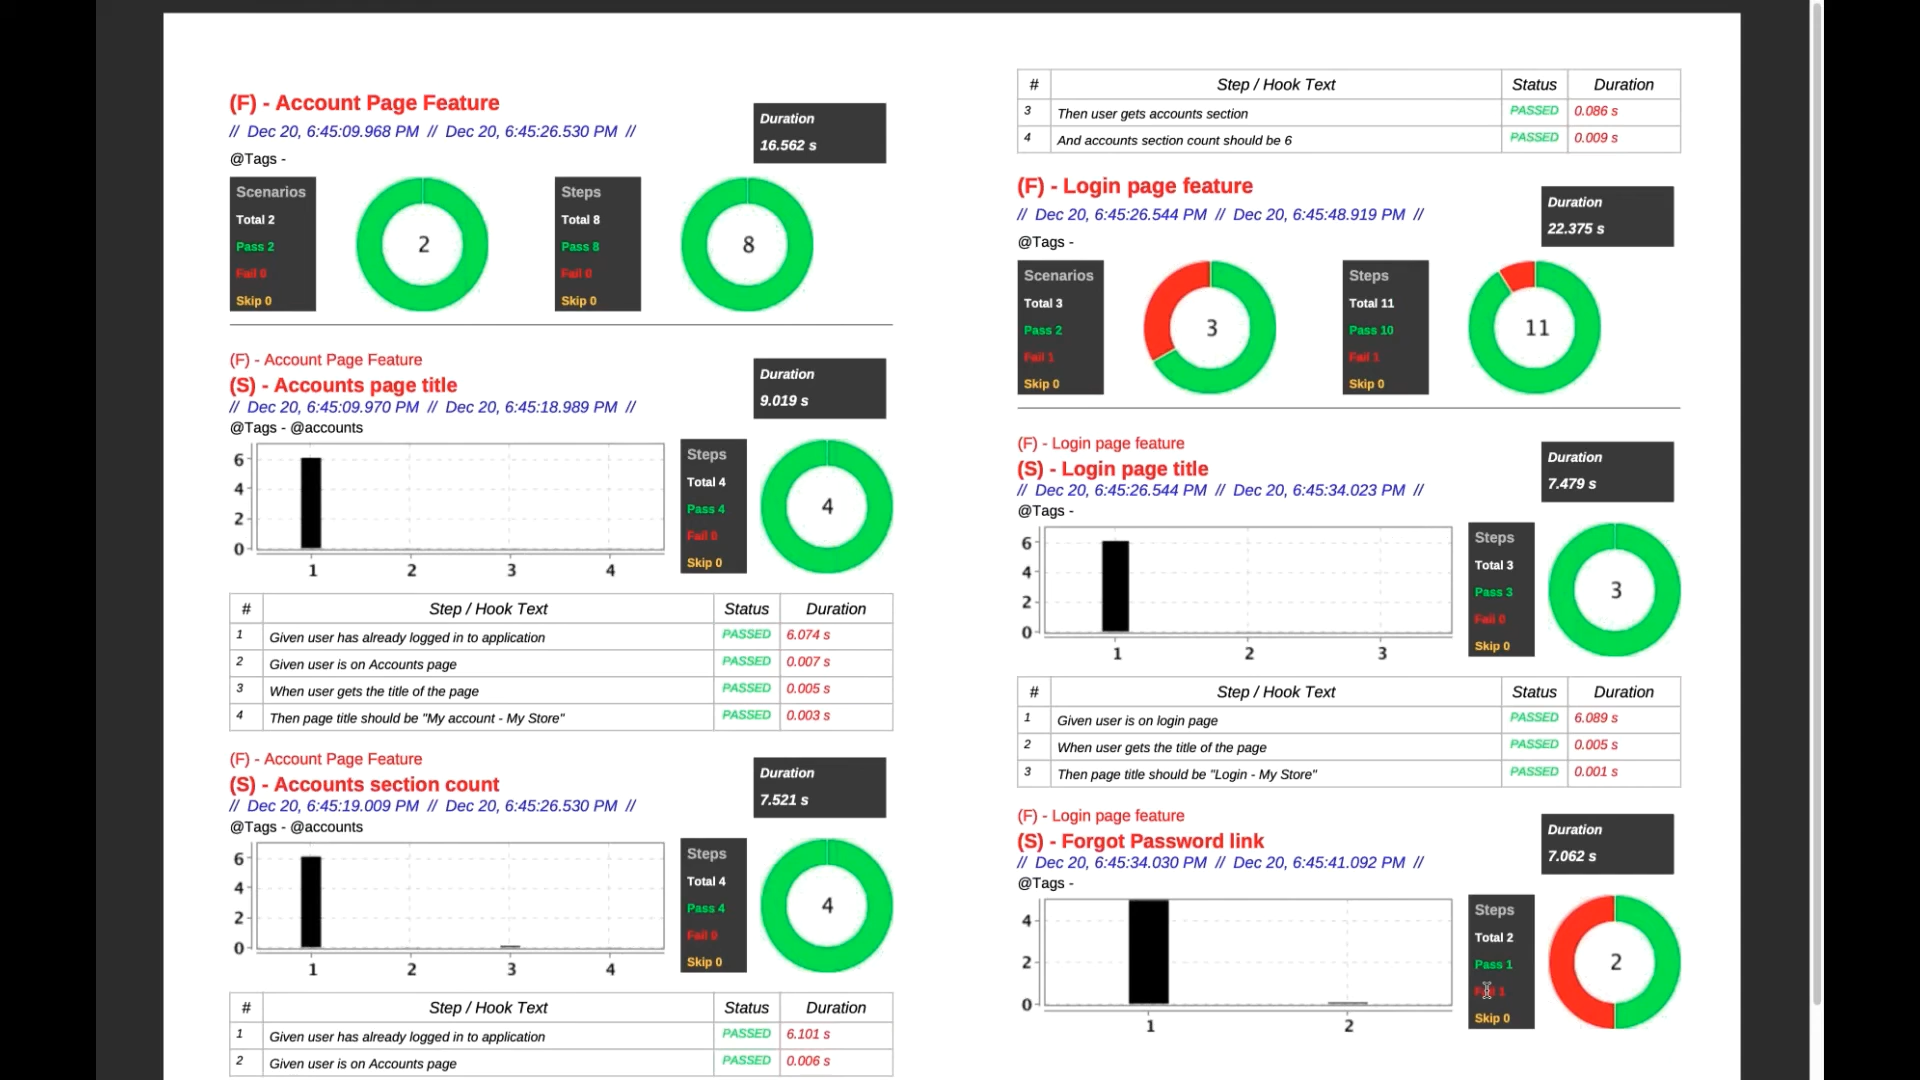 (F) - Account Page Feature
// Dec 20, 6:45:09.968 PM // Dec 20, 6:45:26.530 PM //
@Tags -
Duration
16.562 s
Scenarios
Total 2
Pass 2
Fail 0
Skip 0
2
Steps
Total 8
Pass 8
Fail 0
Skip 0
8
(F) - Account Page Feature
(S) - Accounts page title
// Dec 20, 6:45:09.970 PM // Dec 20, 6:45:18.989 PM //
@Tags - @accounts
Duration
9.019 s
6
4
2
0
1 2 3 4
Steps
Total 4
Pass 4
Fail 0
Skip 0
4
# Step / Hook Text Status Duration
1 Given user has already logged in to application PASSED 6.074 s
2 Given user is on Accounts page PASSED 0.007 s
3 When user gets the title of the page PASSED 0.005 s
4 Then page title should be "My account - My Store" PASSED 0.003 s
(F) - Account Page Feature
(S) - Accounts section count
// Dec 20, 6:45:19.009 PM // Dec 20, 6:45:26.530 PM //
@Tags - @accounts
Duration
7.521 s
6
4
2
0
1 2 3 4
Steps
Total 4
Pass 4
Fail 0
Skip 0
4
# Step / Hook Text Status Duration
1 Given user has already logged in to application PASSED 6.101 s
2 Given user is on Accounts page PASSED 0.006 s
# Step / Hook Text Status Duration
3 Then user gets accounts section PASSED 0.086 s
4 And accounts section count should be 6 PASSED 0.009 s
(F) - Login page feature
// Dec 20, 6:45:26.544 PM // Dec 20, 6:45:48.919 PM //
@Tags -
Duration
22.375 s
Scenarios
Total 3
Pass 2
Fail 1
Skip 0
3
Steps
Total 11
Pass 10
Fail 1
Skip 0
11
(F) - Login page feature
(S) - Login page title
// Dec 20, 6:45:26.544 PM // Dec 20, 6:45:34.023 PM //
@Tags -
Duration
7.479 s
6
4
2
0
1 2 3
Steps
Total 3
Pass 3
Fail 0
Skip 0
3
# Step / Hook Text Status Duration
1 Given user is on login page PASSED 6.089 s
2 When user gets the title of the page PASSED 0.005 s
3 Then page title should be "Login - My Store" PASSED 0.001 s
(F) - Login page feature
(S) - Forgot Password link
// Dec 20, 6:45:34.030 PM // Dec 20, 6:45:41.092 PM //
@Tags -
Duration
7.062 s
4
2
0
1 2
Steps
Total 2
Pass 1
Fail 1
Skip 0
2